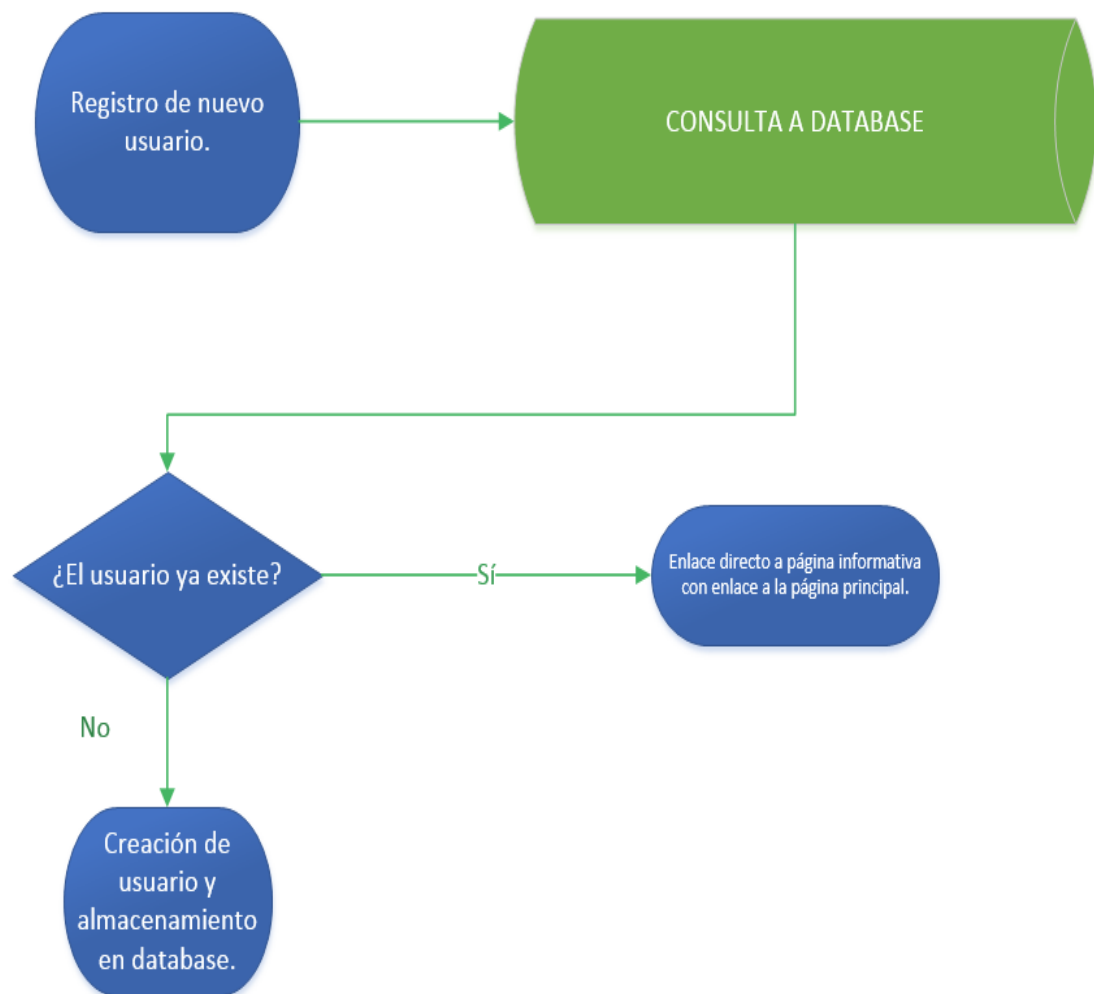 Registro de nuevo
usuario.
CONSULTA A DATABASE
¿El usuario ya existe?
Sí
Enlace directo a página informativa
con enlace a la página principal.
No
Creación de
usuario y
almacenamiento
en database.